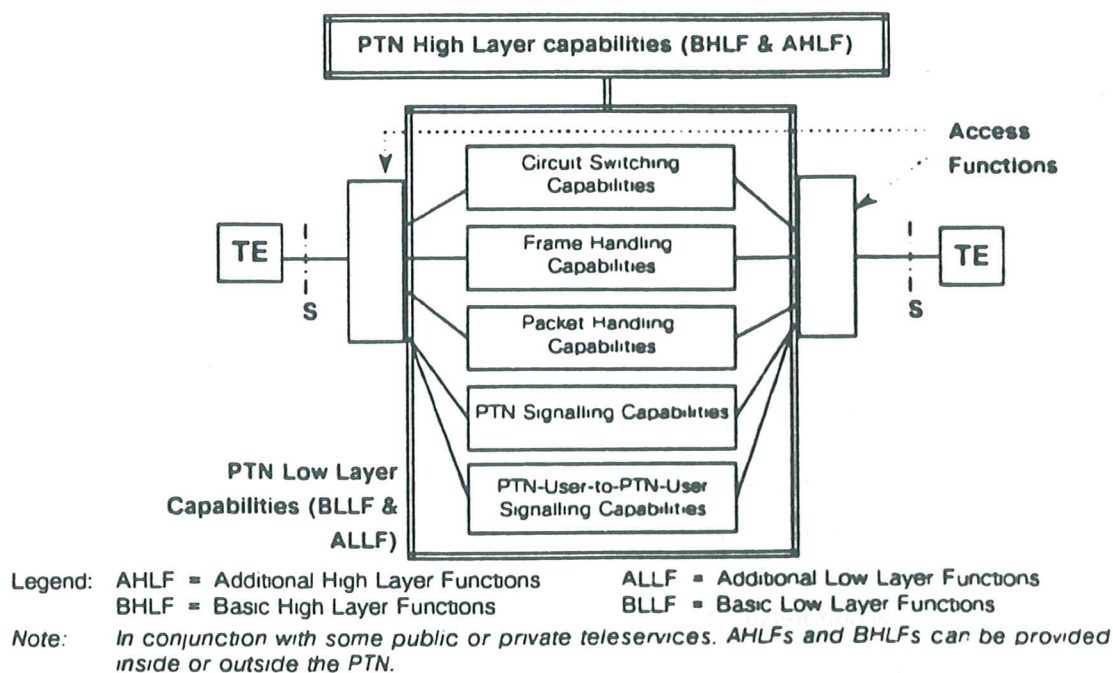 PTN High Layer capabilities (BHLF & AHLF)
Access
Functions
Circuit Switching
Capabilities
Frame Handling
Capabilities
Packet Handling
Capabilities
PTN Signalling Capabilities
PTN-User-to-PTN-User
Signalling Capabilities
TE
S
TE
S
PTN Low Layer
Capabilities (BLLF &
ALLF)
Legend: AHLF = Additional High Layer Functions ALLF = Additional Low Layer Functions
BHLF = Basic High Layer Functions BLLF = Basic Low Layer Functions
Note: In conjunction with some public or private teleservices. AHLFs and BHLFs can be provided
inside or outside the PTN.